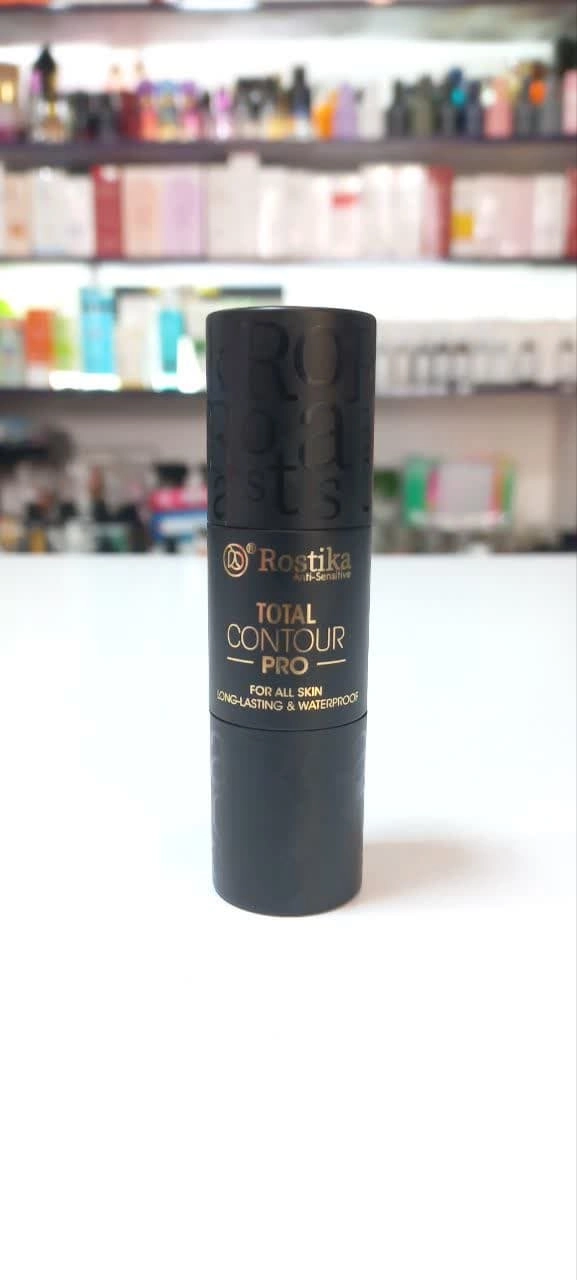 ® Rostika
Anti-Sensitive
TOTAL
CONTOUR
PRO
FOR ALL SKIN
LONG-LASTING & WATERPROOF